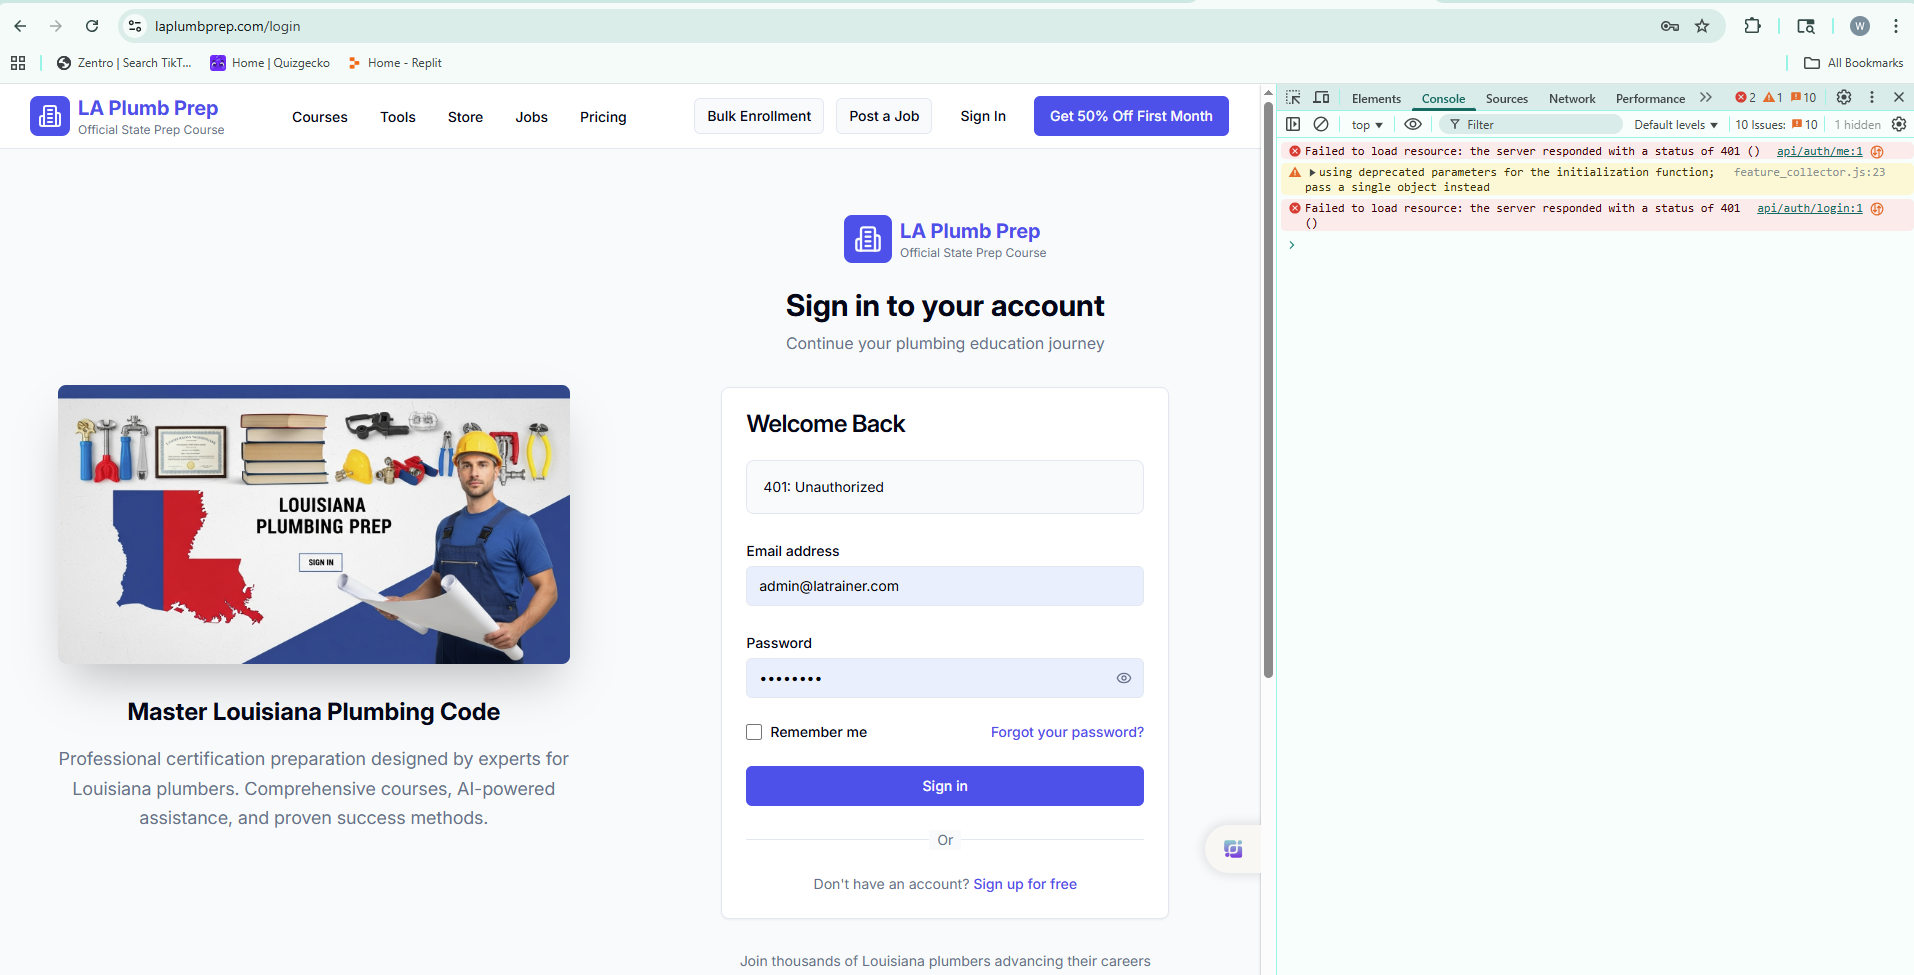 laplumbprep.com/login
W
Zentro | Search TikT...
Home | Quizgecko
Home - Replit
All Bookmarks
LA Plumb Prep
Official State Prep Course
Courses
Tools
Store
Jobs
Pricing
Bulk Enrollment
Post a Job
Sign In
Get 50% Off First Month
LOUISIANA
PLUMBING PREP
SIGN IN
Master Louisiana Plumbing Code
Professional certification preparation designed by experts for
Louisiana plumbers. Comprehensive courses, AI-powered
assistance, and proven success methods.
LA Plumb Prep
Official State Prep Course
Sign in to your account
Continue your plumbing education journey
Welcome Back
401: Unauthorized
Email address
admin@latrainer.com
Password
••••••••
Remember me
Forgot your password?
Sign in
Or
Don't have an account? Sign up for free
Join thousands of Louisiana plumbers advancing their careers
Elements
Console
Sources
Network
Performance
2
1
10
top
Filter
Default levels
10 Issues:
10
1 hidden
Failed to load resource: the server responded with a status of 401 () api/auth/me:1
using deprecated parameters for the initialization function; feature_collector.js:23
pass a single object instead
Failed to load resource: the server responded with a status of 401 api/auth/login:1
()